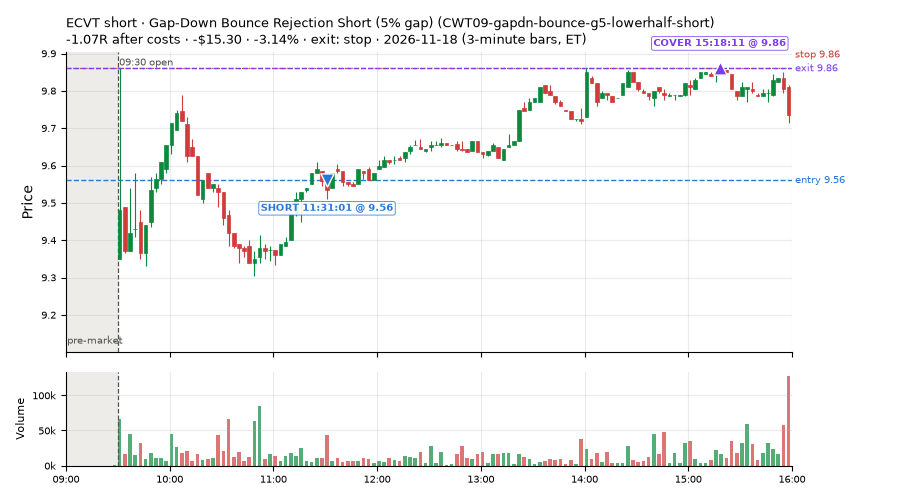 ECVT short · Gap-Down Bounce Rejection Short (5% gap) (CWT09-gapdn-bounce-g5-lowerhalf-short)
-1.07R after costs · -$15.30 · -3.14% · exit: stop · 2026-11-18 (3-minute bars, ET)
COVER 15:18:11 @ 9.86
stop 9.86
exit 9.86
09:30 open
9.9
9.8
9.7
9.6
9.5
9.4
9.3
9.2
Price
entry 9.56
SHORT 11:31:01 @ 9.56
pre-market
100k
50k
0k
Volume
09:00
10:00
11:00
12:00
13:00
14:00
15:00
16:00